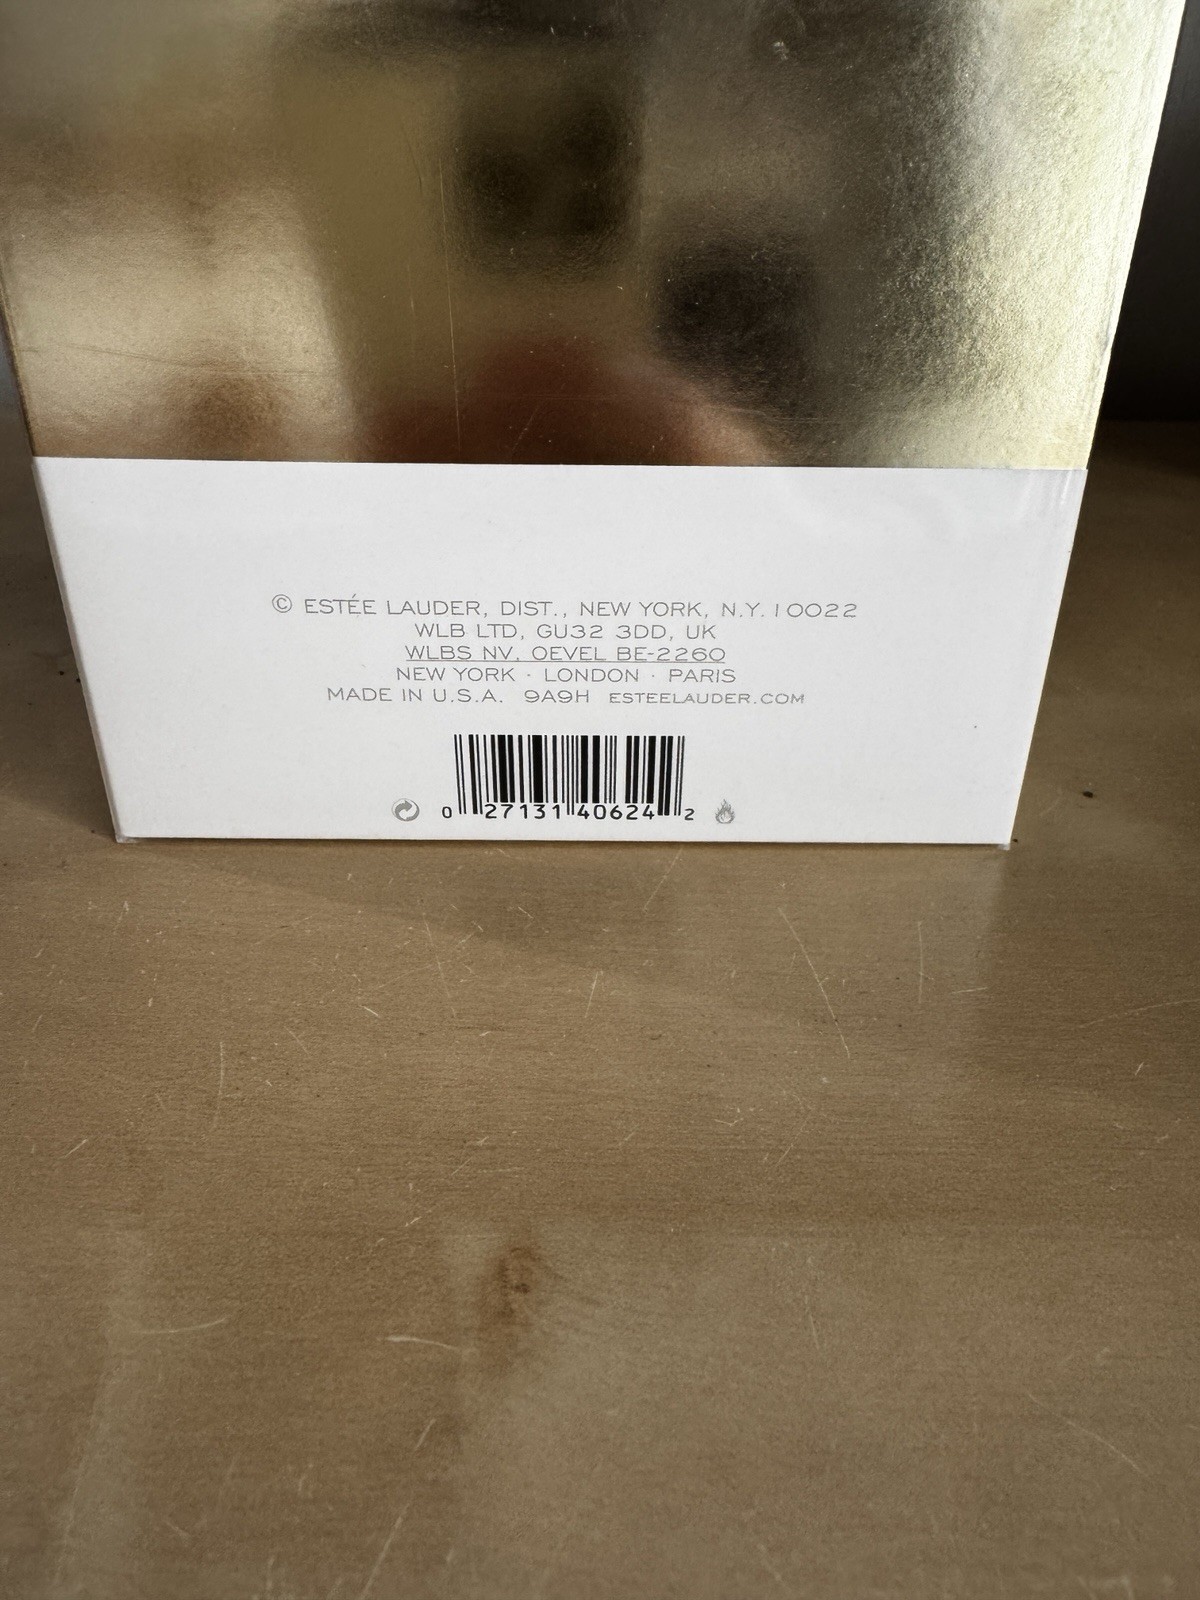 © ESTÉE LAUDER, DIST., NEW YORK, N.Y. 10022
WLB LTD, GU32 3DD, UK
WLBS NV, OEVEL BE-2260
NEW YORK · LONDON · PARIS
MADE IN U.S.A. 9A9H ESTEELAUDER.COM
0 27131 40624 2